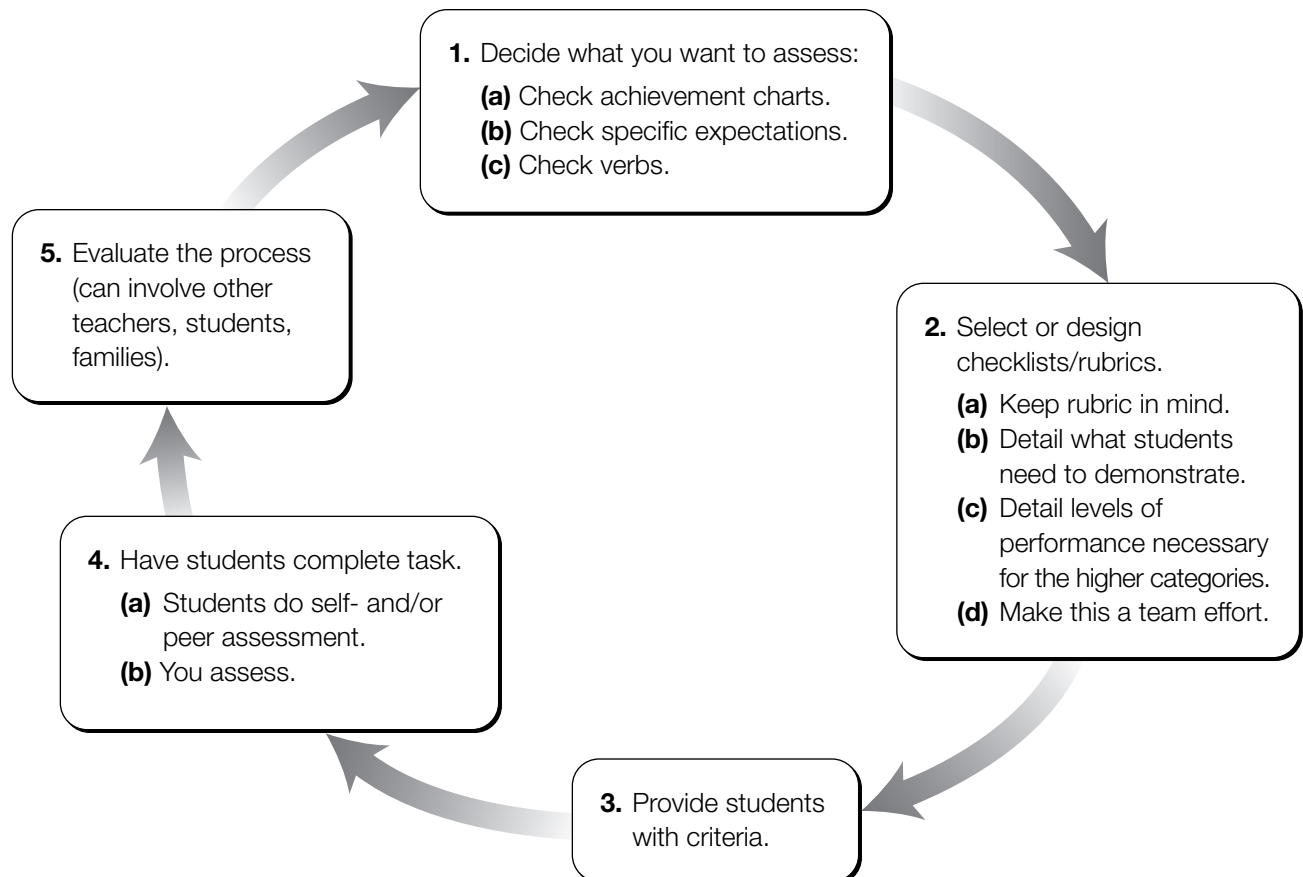 1. Decide what you want to assess:
(a) Check achievement charts.
(b) Check specific expectations.
(c) Check verbs.
2. Select or design
checklists/rubrics.
(a) Keep rubric in mind.
(b) Detail what students
need to demonstrate.
(c) Detail levels of
performance necessary
for the higher categories.
(d) Make this a team effort.
3. Provide students
with criteria.
4. Have students complete task.
(a) Students do self- and/or
peer assessment.
(b) You assess.
5. Evaluate the process
(can involve other
teachers, students,
families).